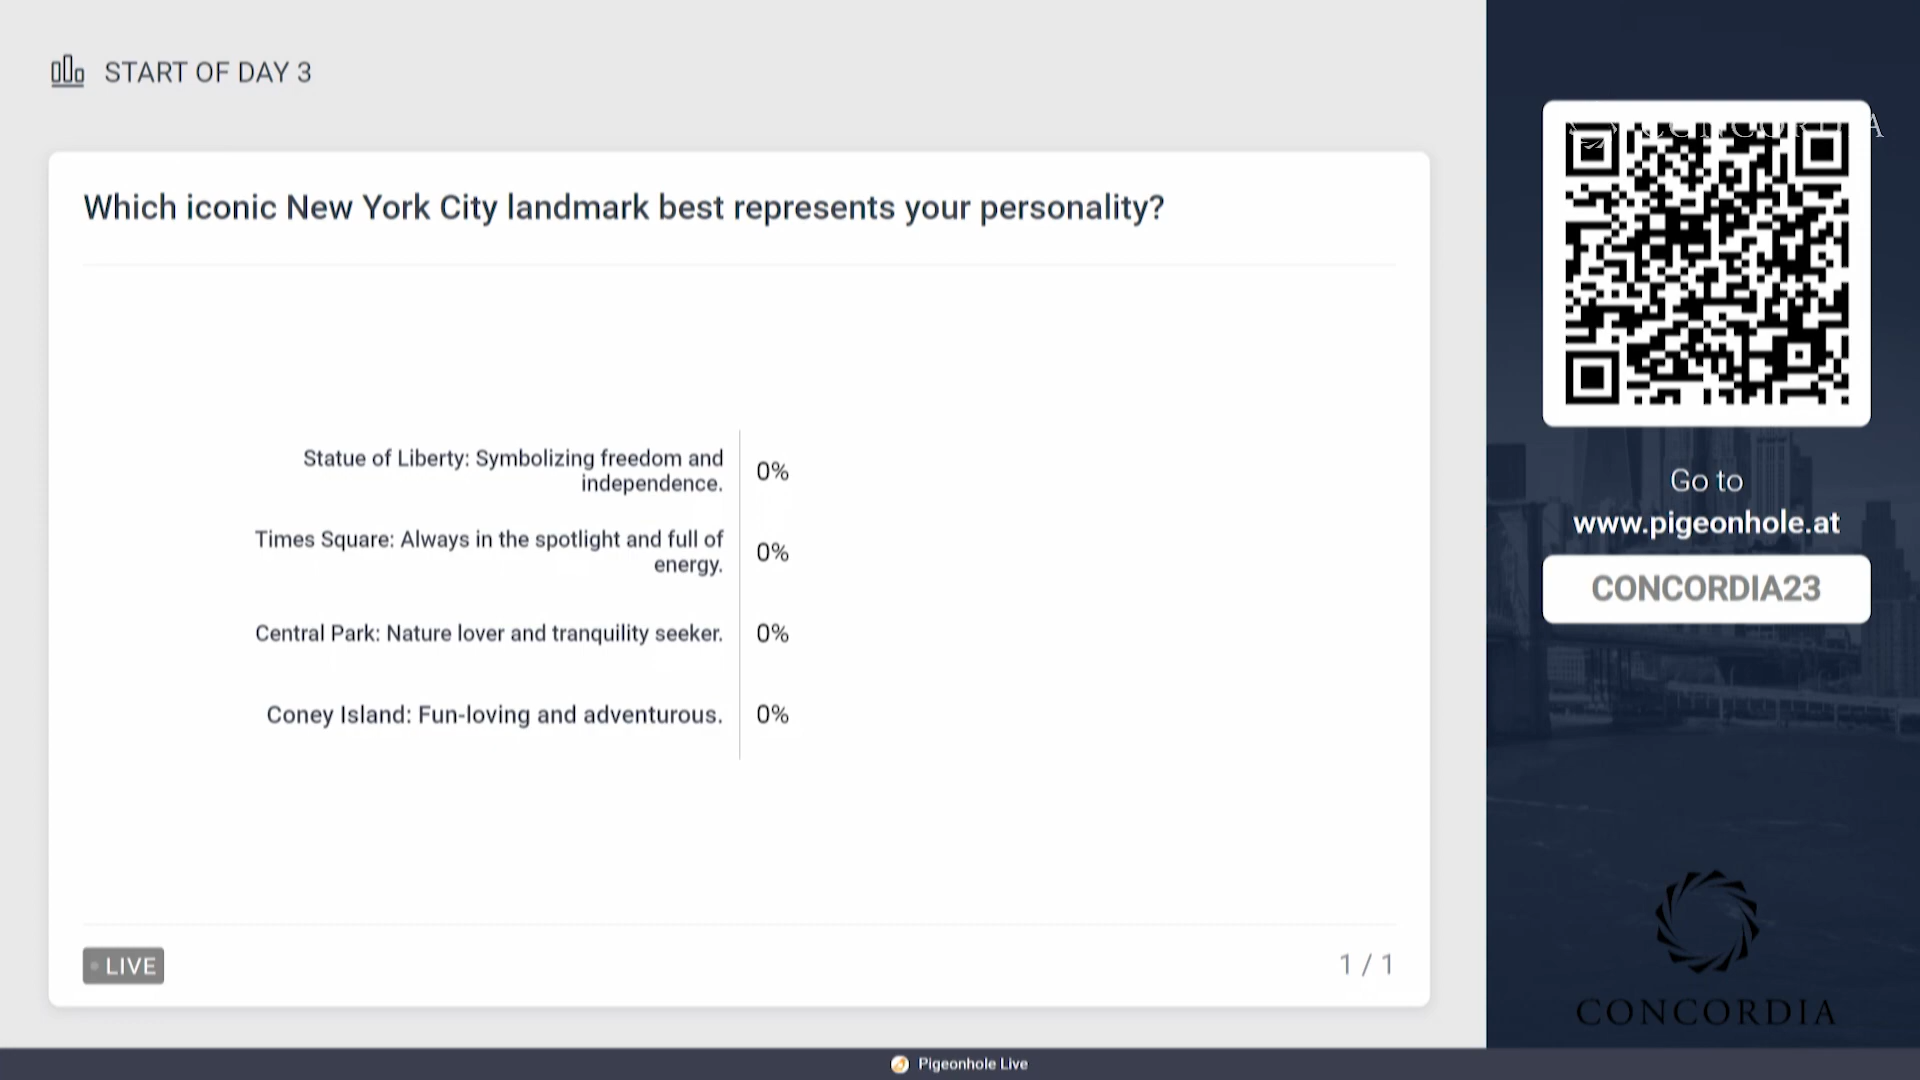 START OF DAY 3
Which iconic New York City landmark best represents your personality?
Statue of Liberty: Symbolizing freedom and
independence.
0%
Times Square: Always in the spotlight and full of
energy.
0%
Central Park: Nature lover and tranquility seeker.
0%
Coney Island: Fun-loving and adventurous.
0%
LIVE
1 / 1
CONCORDIA
Go to
www.pigeonhole.at
CONCORDIA23
CONCORDIA
Pigeonhole Live